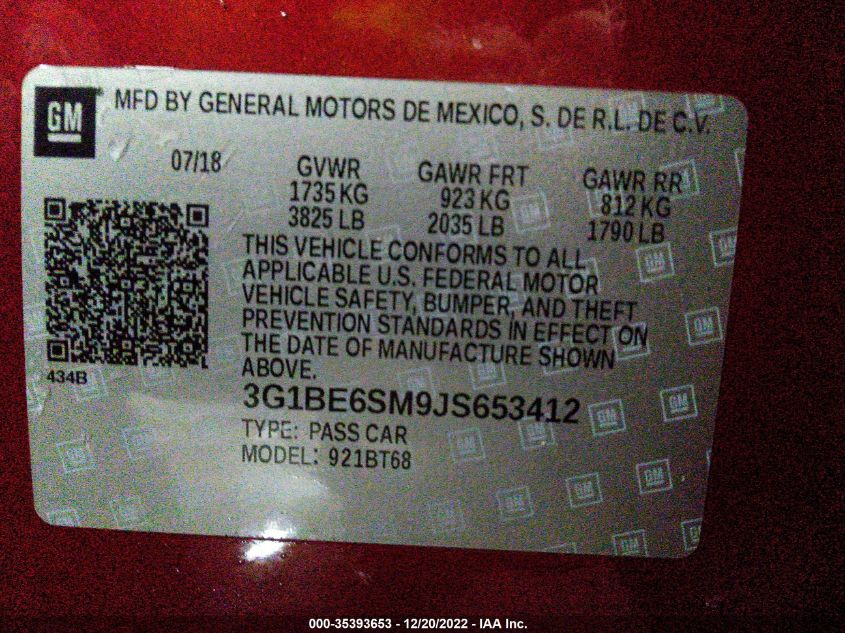 GM MFD BY GENERAL MOTORS DE MEXICO, S. DE R.L. DE C.V.
07/18 GVWR GAWR FRT GAWR RR
1735 KG 923 KG 812 KG
3825 LB 2035 LB 1790 LB
THIS VEHICLE CONFORMS TO ALL
APPLICABLE U.S. FEDERAL MOTOR
VEHICLE SAFETY, BUMPER, AND THEFT
PREVENTION STANDARDS IN EFFECT ON
THE DATE OF MANUFACTURE SHOWN
ABOVE.
434B
3G1BE6SM9JS653412
TYPE: PASS CAR
MODEL: 921BT68
000-35393653 - 12/20/2022 - IAA Inc.